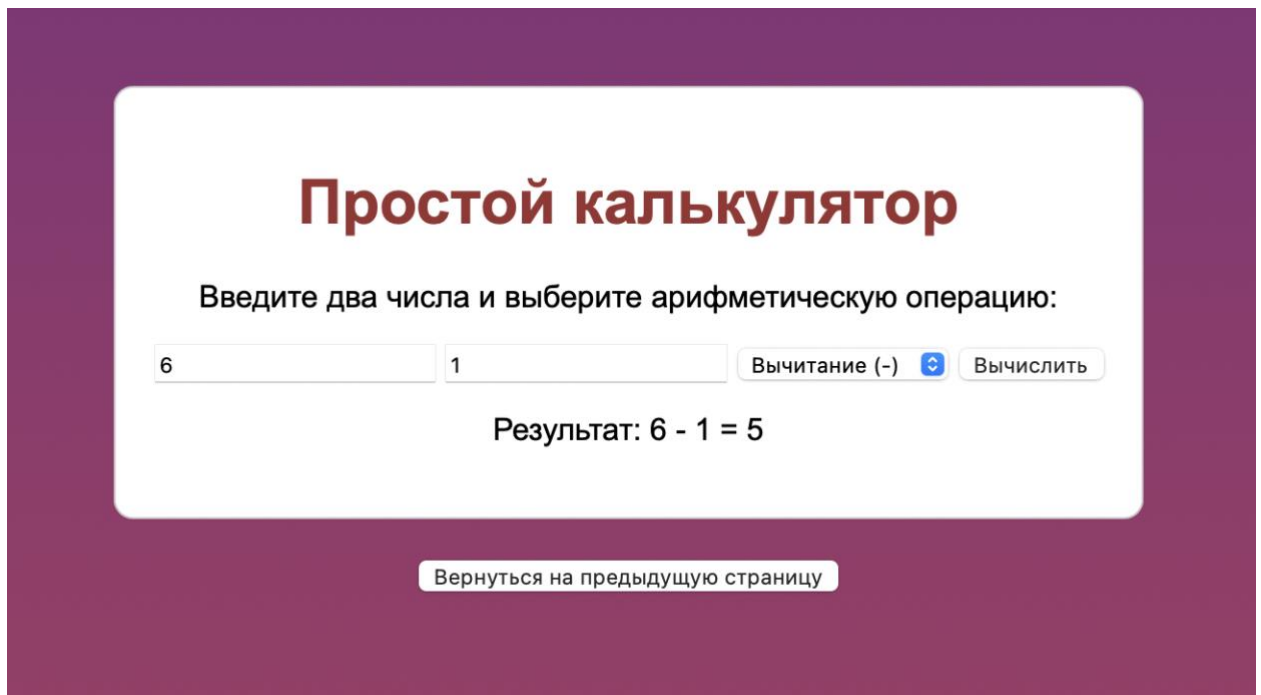 Простой калькулятор
Введите два числа и выберите арифметическую операцию:
6 1 Вычитание (-) Вычислить
Результат: 6 - 1 = 5
Вернуться на предыдущую страницу